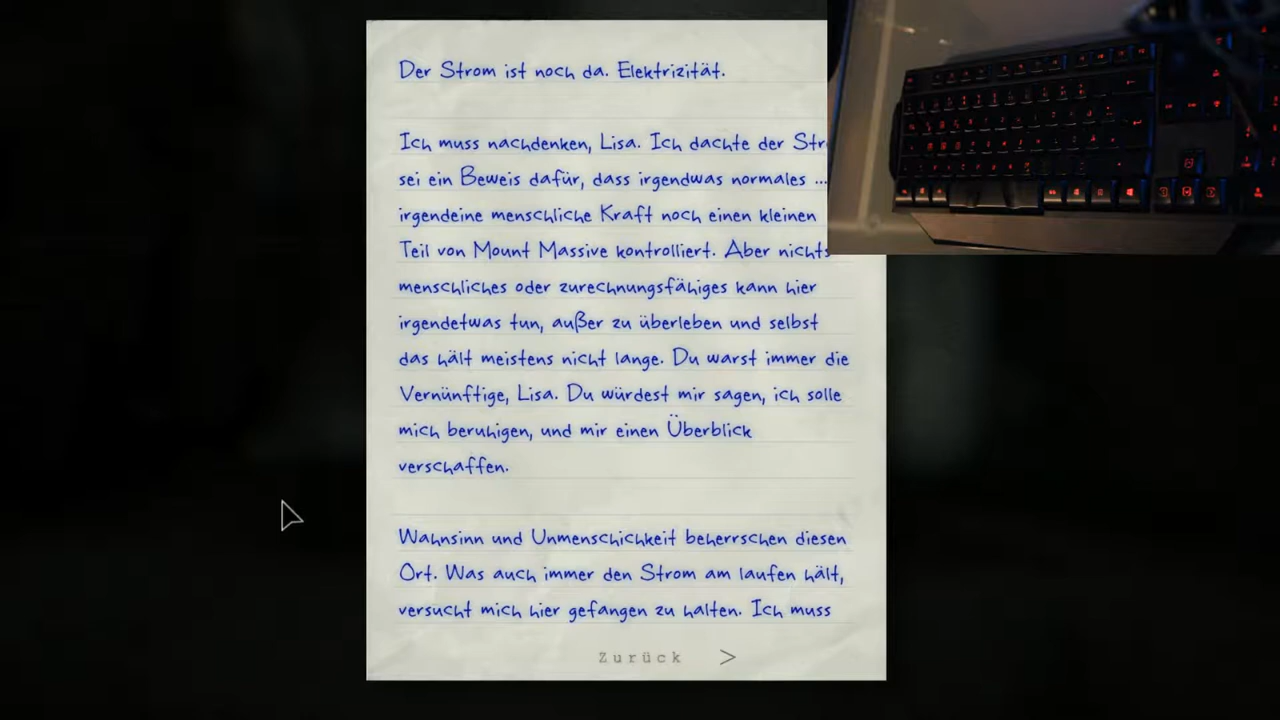 Der Strom ist noch da. Elektrizität.
Ich muss nachdenken, Lisa. Ich dachte der
sei ein Beweis dafür, dass irgendwas normales ...
irgendeine menschliche Kraft noch einen kleinen
Teil von Mount Massive kontrolliert. Aber nichts
menschliches oder zurechnungsfähiges kann hier
irgendetwas tun, außer zu überleben und selbst
das hält meistens nicht lange. Du warst immer die
Vernünftige, Lisa. Du würdest mir sagen, ich solle
mich beruhigen, und mir einen Überblick
verschaffen.
Wahnsinn und Unmenschichkeit beherrschen diesen
Ort. Was auch immer den Strom am laufen hält,
versucht mich hier gefangen zu halten. Ich muss
Zurück >